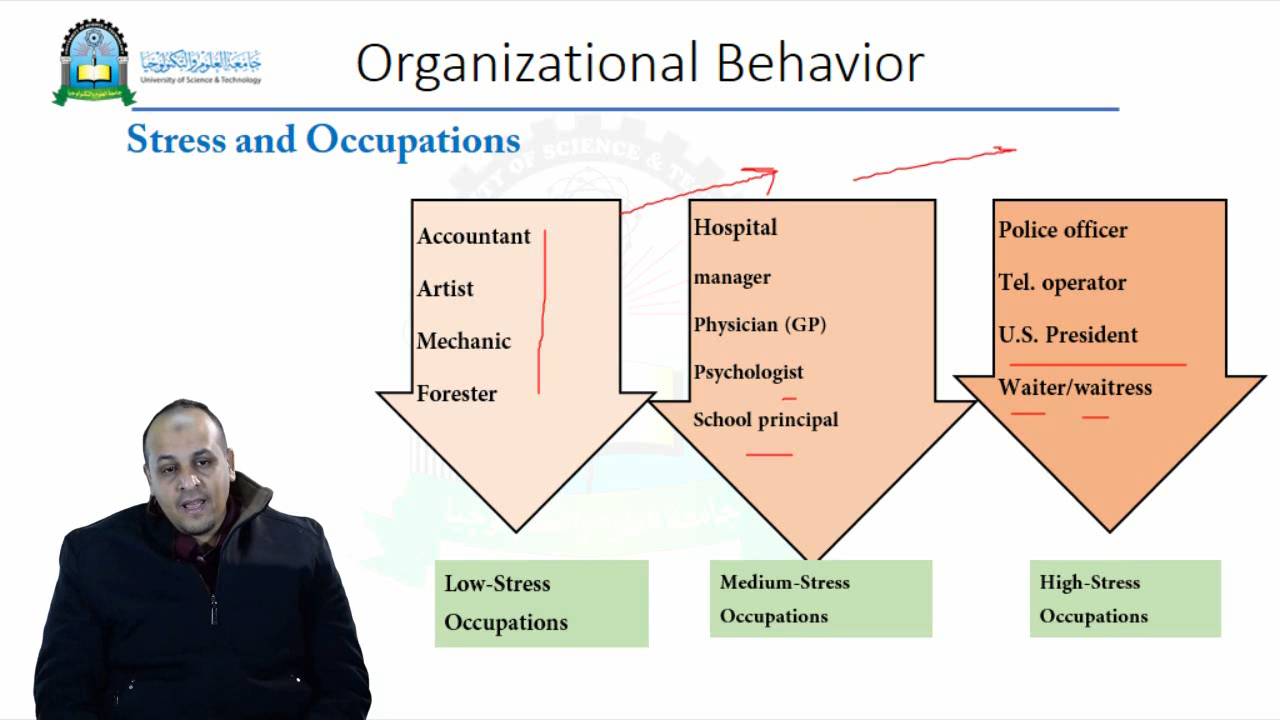 جامعة العلوم والتكنولوجيا
University of Science & Technology
Organizational Behavior
Stress and Occupations
Accountant
Artist
Mechanic
Forester
Hospital
manager
Physician (GP)
Psychologist
School principal
Police officer
Tel. operator
U.S. President
Waiter/waitress
Low-Stress
Occupations
Medium-Stress
Occupations
High-Stress
Occupations